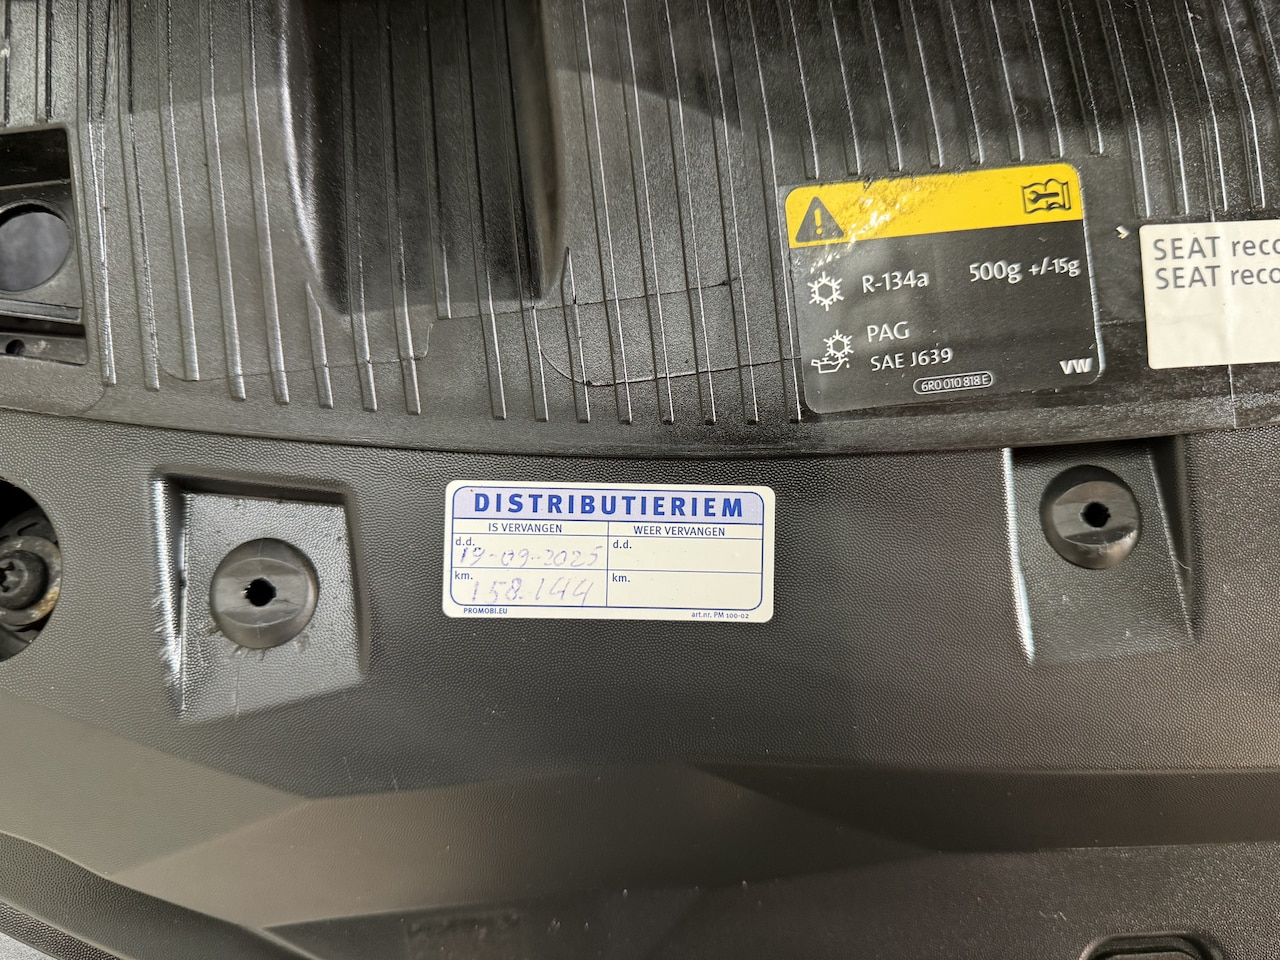 R-134a 500g +/-15g
PAG
SAE J639
VW
6R0 010 818 E
SEAT reco
SEAT reco
DISTRIBUTIERIEM
IS VERVANGEN WEER VERVANGEN
d.d. 19-09-2025 d.d.
km. 158.144 km.
PROMOBI.EU art.nr. PM 100-02